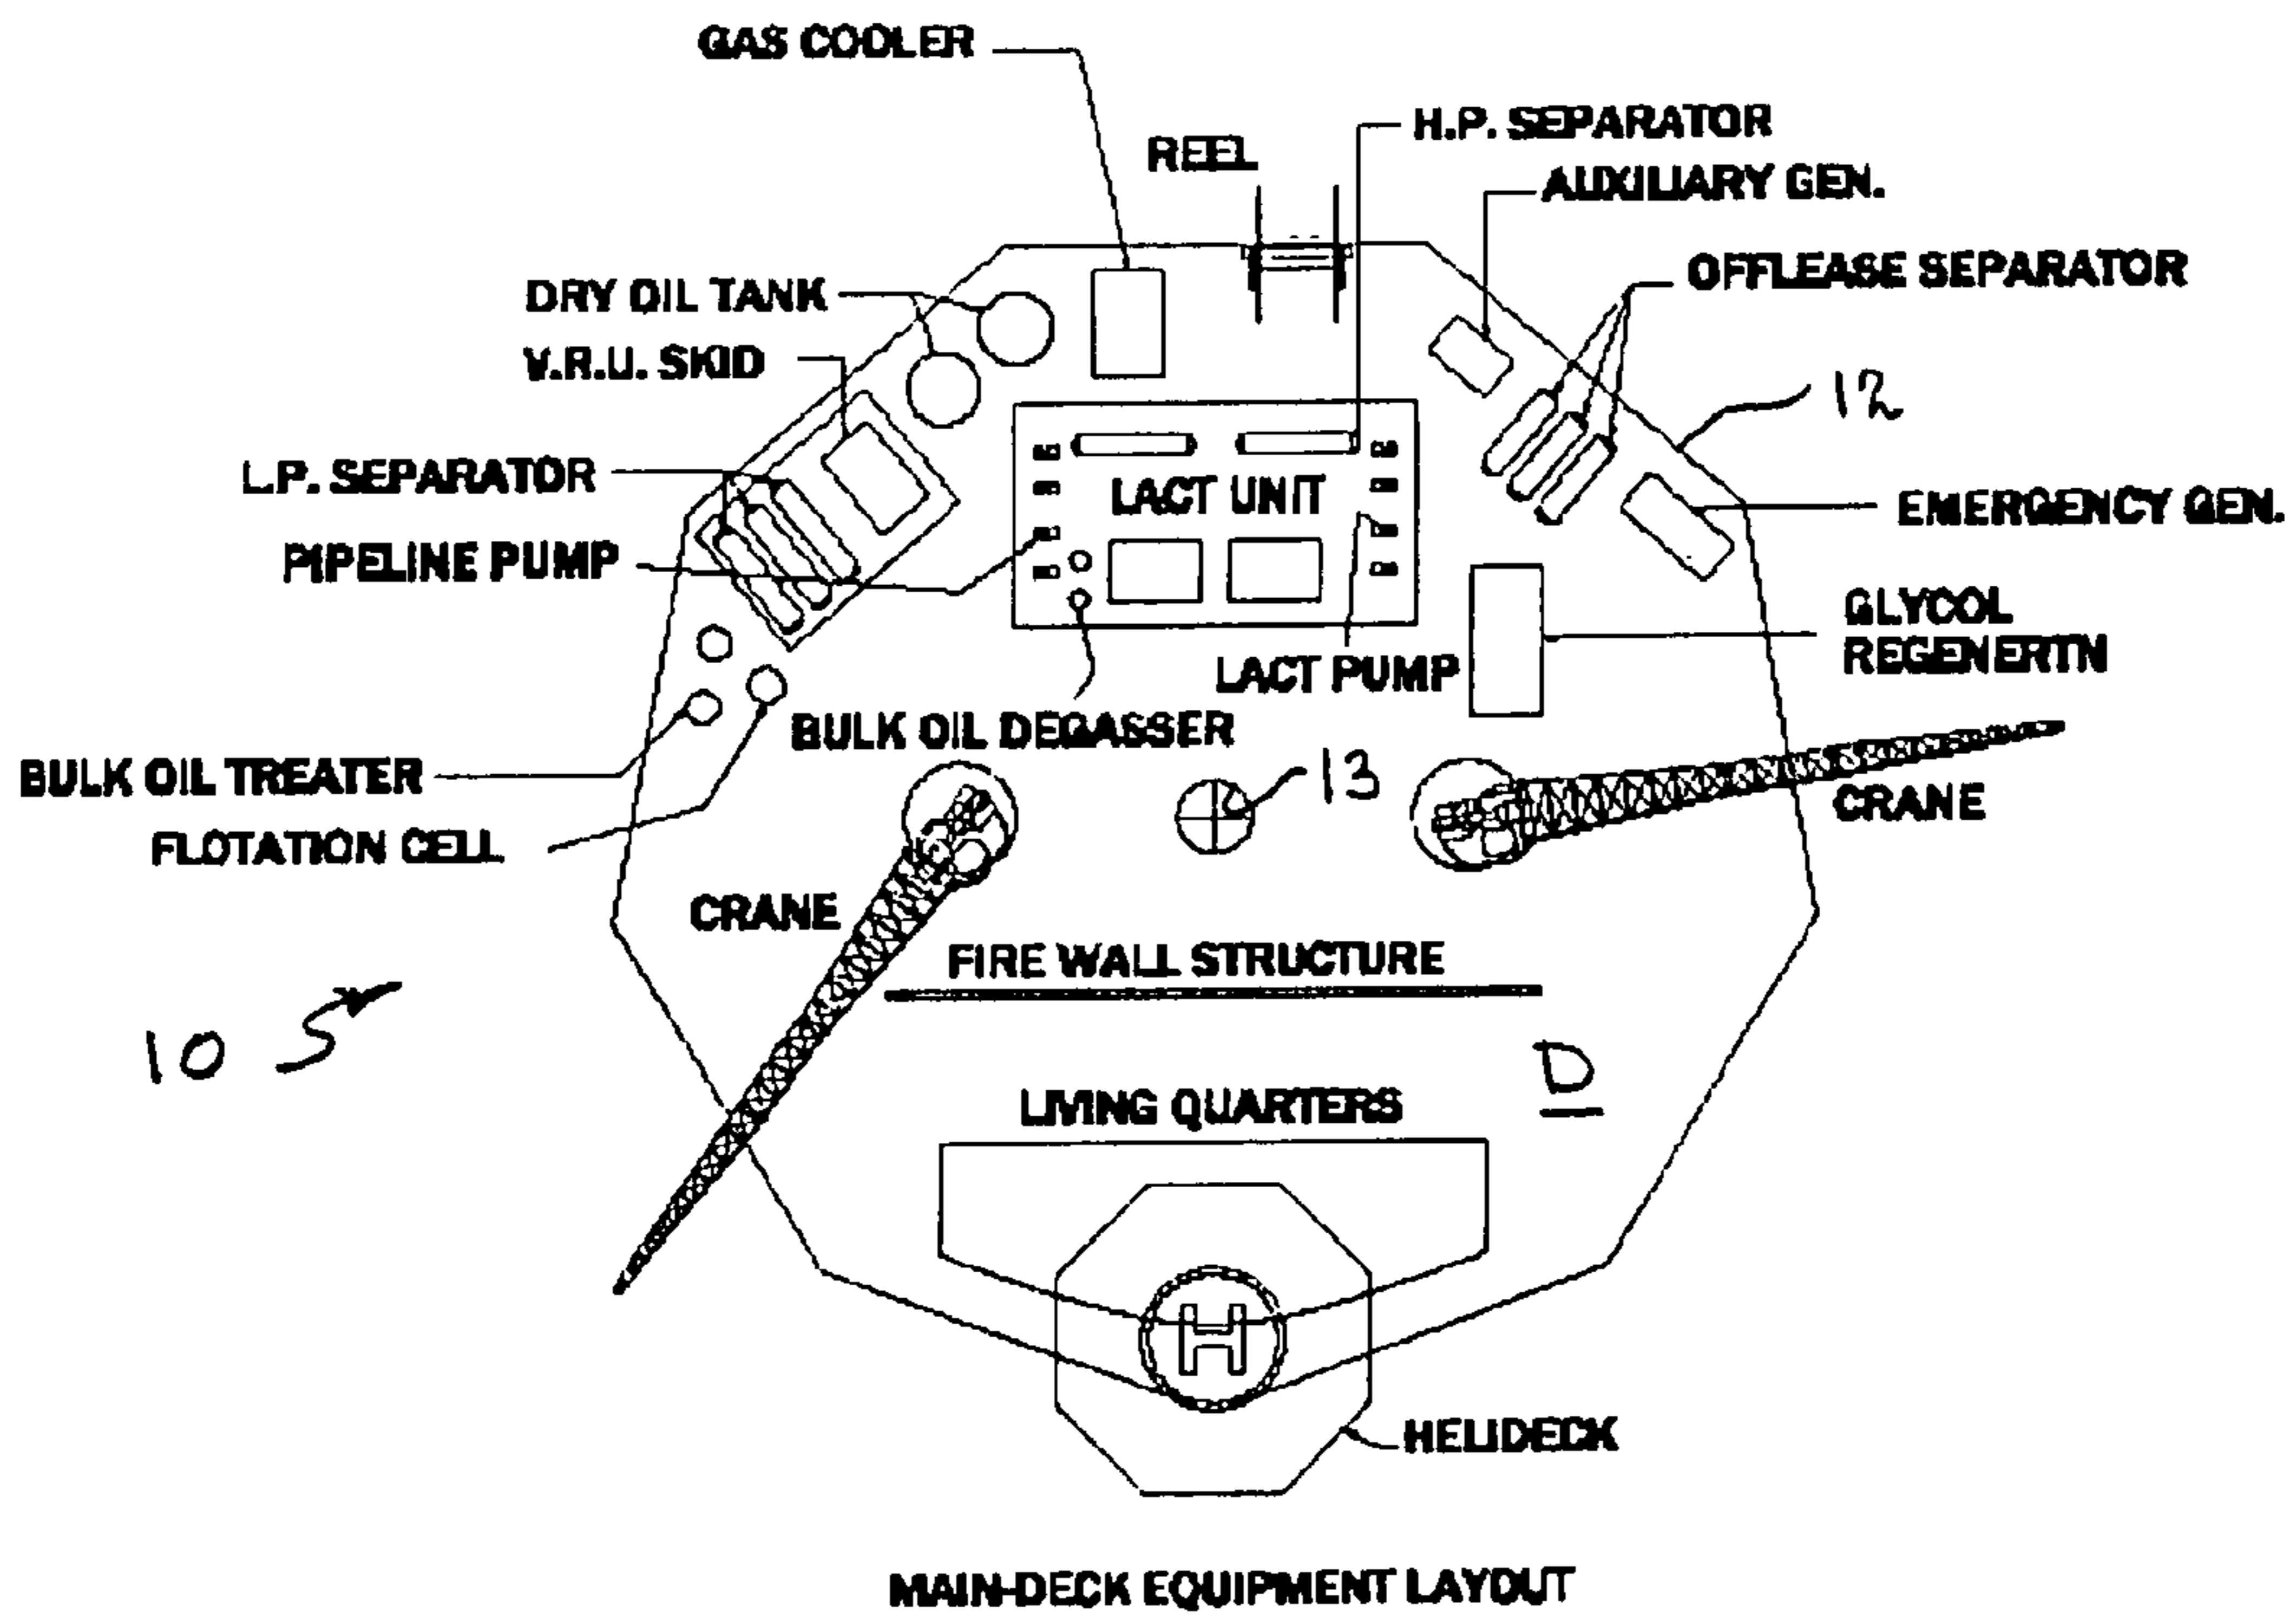 GAS COOLER
H.P. SEPARATOR
REEL
AUXILIARY GEN.
OFFLEASE SEPARATOR
DRY OIL TANK
V.R.U. SKID
12
L.P. SEPARATOR
LACT UNIT
EMERGENCY GEN.
PIPELINE PUMP
GLYCOL
REGENERTN
LACT PUMP
BULK OIL DEGASSER
BULK OIL TREATER
13
CRANE
FLOTATION CELL
CRANE
FIRE WALL STRUCTURE
10
D
LIVING QUARTERS
H
HELIDECK
MAIN-DECK EQUIPMENT LAYOUT